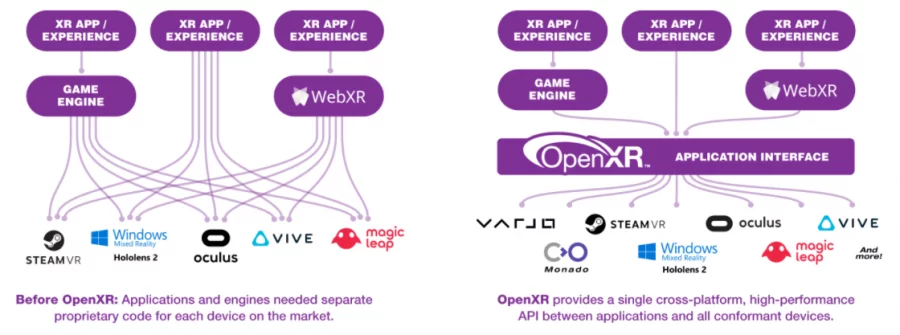 XR APP /
EXPERIENCE
XR APP /
EXPERIENCE
XR APP /
EXPERIENCE
GAME
ENGINE
WebXR
STEAMVR
Windows
Mixed Reality
Hololens 2
oculus
VIVE
magic
leap
Before OpenXR: Applications and engines needed separate
proprietary code for each device on the market.
XR APP /
EXPERIENCE
XR APP /
EXPERIENCE
XR APP /
EXPERIENCE
GAME
ENGINE
WebXR
OpenXR™ APPLICATION INTERFACE
VARJO
STEAMVR
oculus
VIVE
Monado
Windows
Mixed Reality
Hololens 2
magic
leap
And
more!
OpenXR provides a single cross-platform, high-performance
API between applications and all conformant devices.